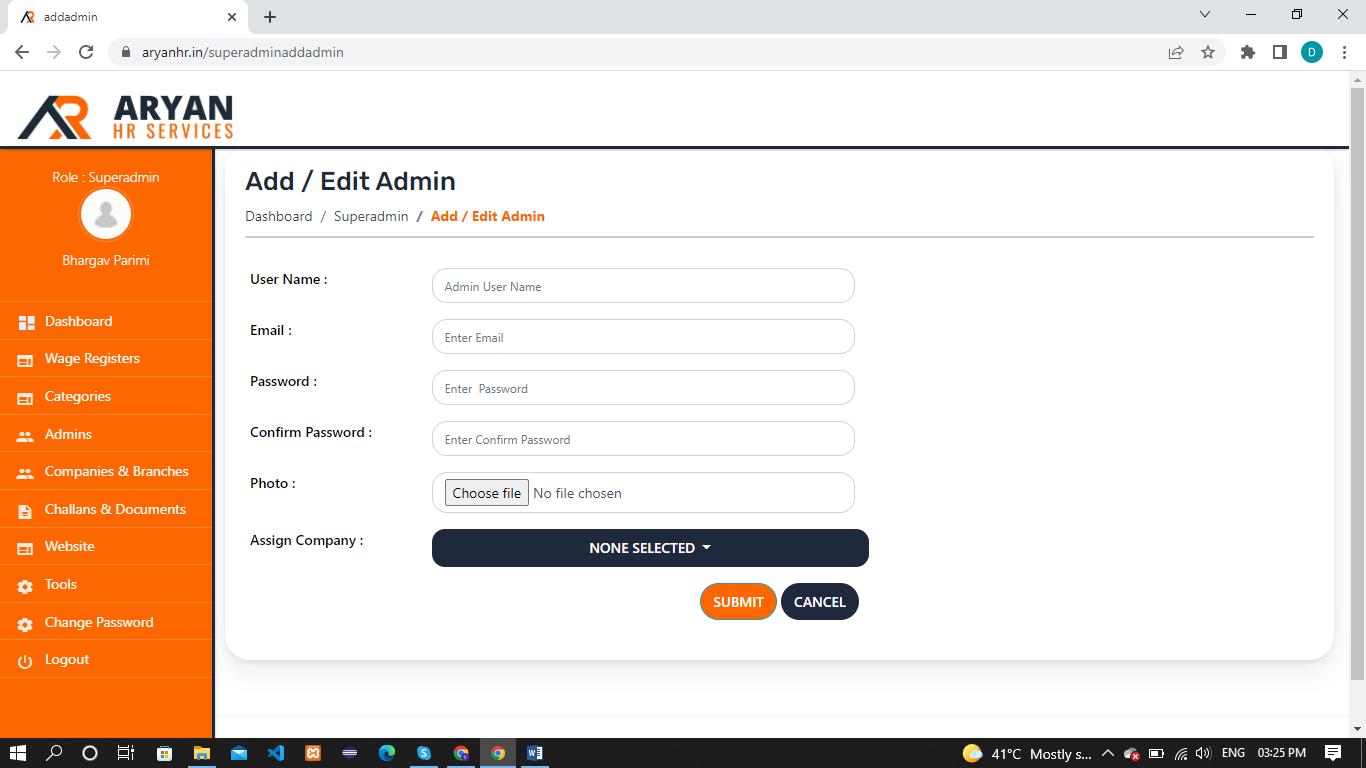 addadmin
aryanhr.in/superadminaddadmin
D
ARYAN
HR SERVICES
Role : Superadmin
Bhargav Parimi
Dashboard
Wage Registers
Categories
Admins
Companies & Branches
Challans & Documents
Website
Tools
Change Password
Logout
Add / Edit Admin
Dashboard / Superadmin / Add / Edit Admin
User Name :
Admin User Name
Email :
Enter Email
Password :
Enter  Password
Confirm Password :
Enter Confirm Password
Photo :
Choose file No file chosen
Assign Company :
NONE SELECTED
SUBMIT CANCEL
41°C Mostly s... ENG 03:25 PM